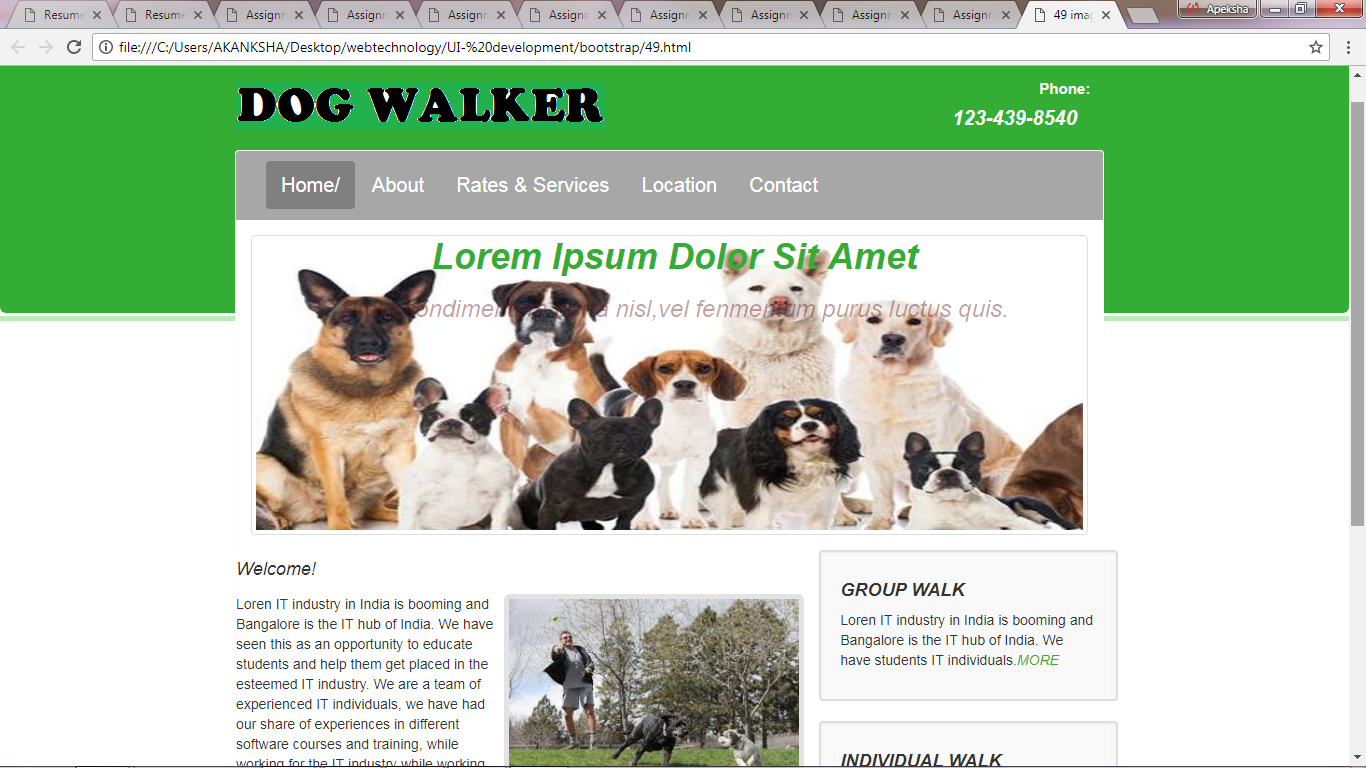 Resume
Resume
Assignm
Assignm
Assignm
Assignm
Assignm
Assignm
Assignm
Assignm
49 imag
Apeksha
file:///C:/Users/AKANKSHA/Desktop/webtechnology/UI-%20development/bootstrap/49.html
DOG WALKER
Phone:
123-439-8540
Home/ About Rates & Services Location Contact
Lorem Ipsum Dolor Sit Amet
nisl,vel fenmentum purus luctus quis.
Welcome!
Loren IT industry in India is booming and
Bangalore is the IT hub of India. We have
seen this as an opportunity to educate
students and help them get placed in the
esteemed IT industry. We are a team of
experienced IT individuals, we have had
our share of experiences in different
software courses and training, while
working for the IT industry while working
GROUP WALK
Loren IT industry in India is booming and
Bangalore is the IT hub of India. We
have students IT individuals.MORE
INDIVIDUAL WALK